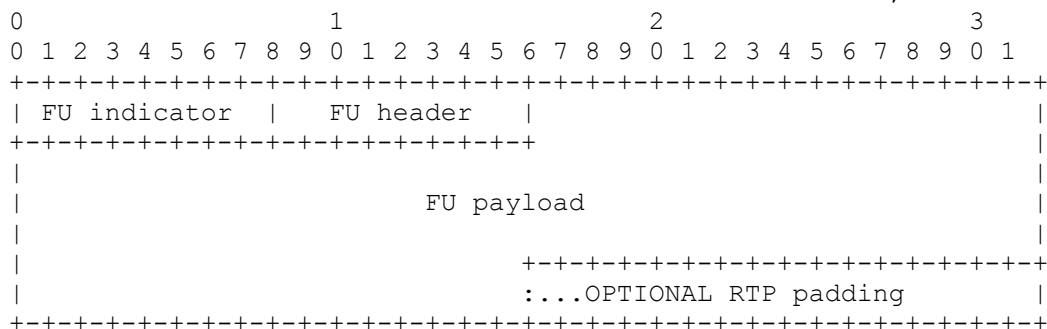 0                   1                   2                   3
0 1 2 3 4 5 6 7 8 9 0 1 2 3 4 5 6 7 8 9 0 1 2 3 4 5 6 7 8 9 0 1
+-+-+-+-+-+-+-+-+-+-+-+-+-+-+-+-+-+-+-+-+-+-+-+-+-+-+-+-+-+-+-+-+
| FU indicator  |   FU header   |                               |
+-+-+-+-+-+-+-+-+-+-+-+-+-+-+-+-+                               |
|                                                               |
|                         FU payload                            |
|                                                               |
|                               +-+-+-+-+-+-+-+-+-+-+-+-+-+-+-+-+
|                               :...OPTIONAL RTP padding        |
+-+-+-+-+-+-+-+-+-+-+-+-+-+-+-+-+-+-+-+-+-+-+-+-+-+-+-+-+-+-+-+-+